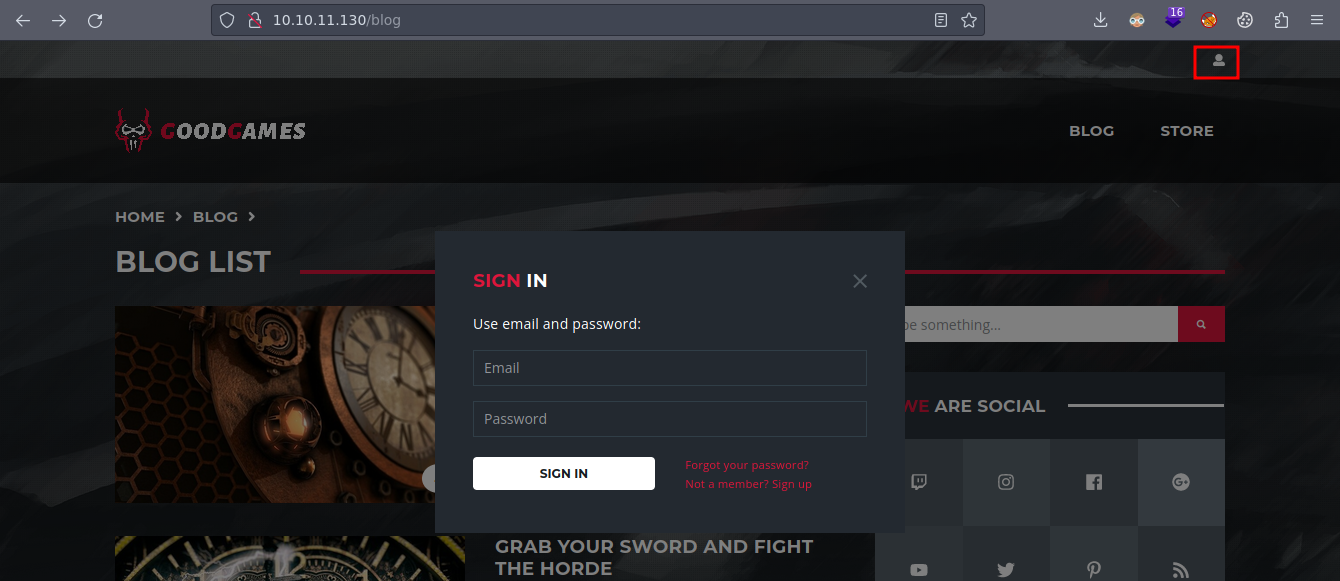 10.10.11.130/blog
16
GOODGAMES
BLOG STORE
HOME BLOG
BLOG LIST
SIGN IN
Use email and password:
Email
Password
SIGN IN
Forgot your password?
Not a member? Sign up
something...
WE ARE SOCIAL
GRAB YOUR SWORD AND FIGHT
THE HORDE